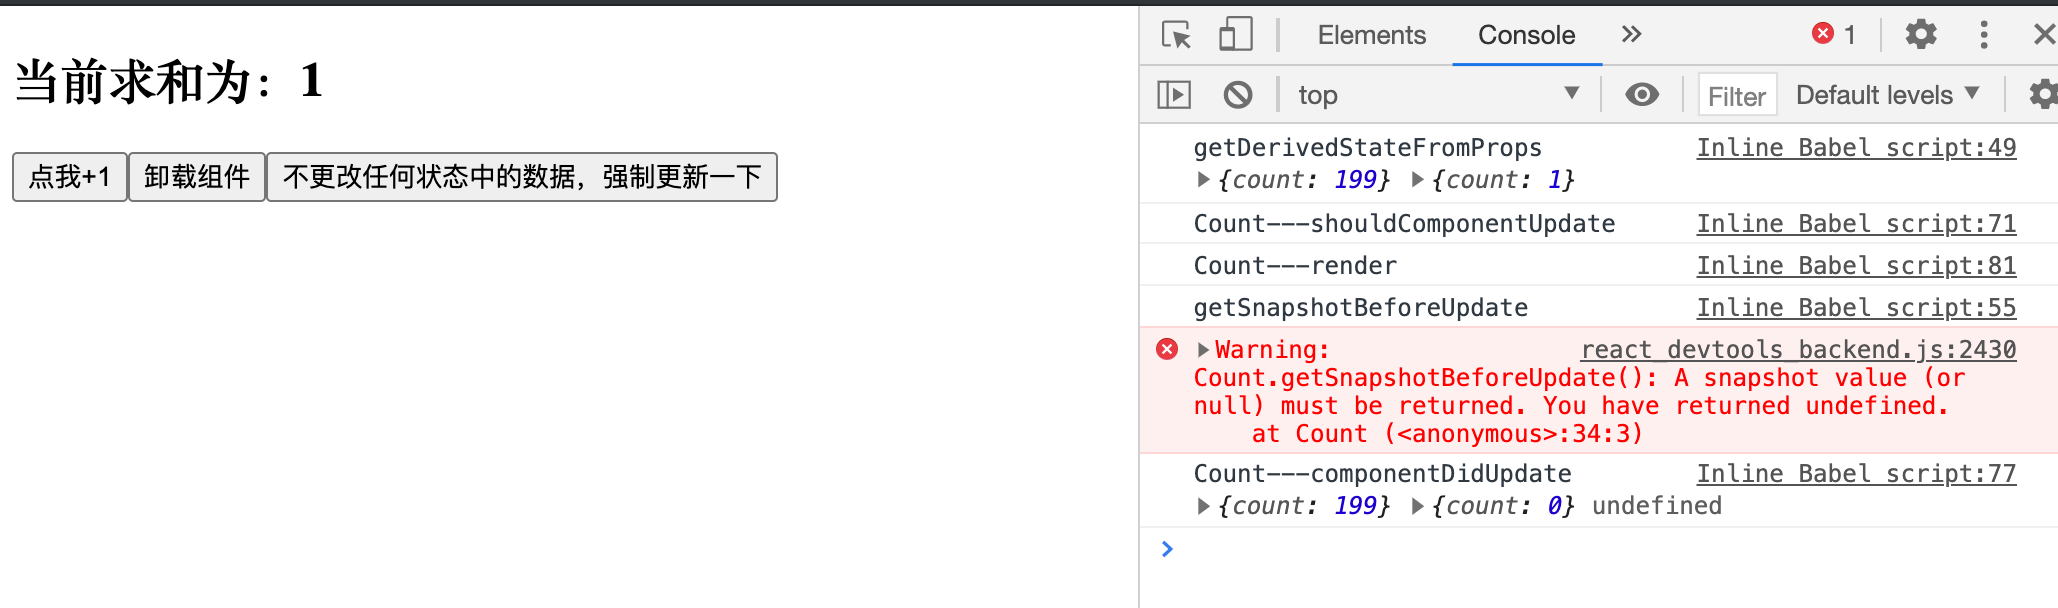 当前求和为：1
点我+1 卸载组件 不更改任何状态中的数据，强制更新一下
Elements Console 1
top Filter Default levels
getDerivedStateFromProps Inline Babel script:49
{count: 199} {count: 1}
Count---shouldComponentUpdate Inline Babel script:71
Count---render Inline Babel script:81
getSnapshotBeforeUpdate Inline Babel script:55
Warning: react_devtools_backend.js:2430
Count.getSnapshotBeforeUpdate(): A snapshot value (or
null) must be returned. You have returned undefined.
at Count (<anonymous>:34:3)
Count---componentDidUpdate Inline Babel script:77
{count: 199} {count: 0} undefined